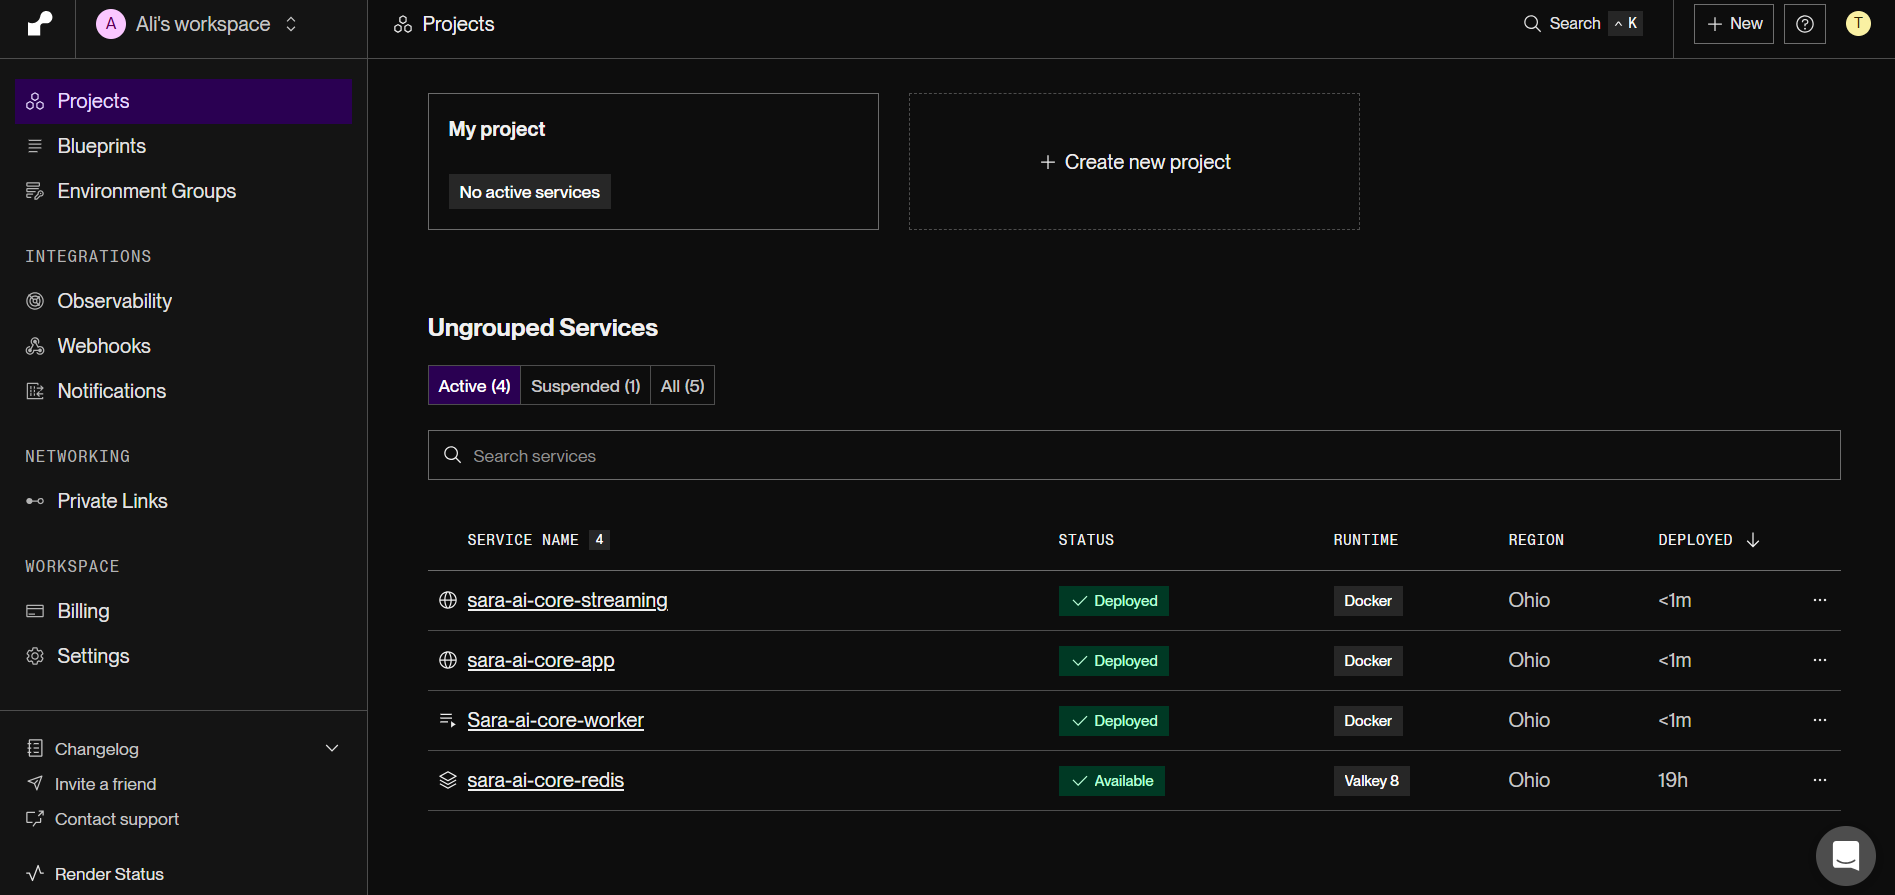 A Ali's workspace
Projects
Search ^ K
+ New
T
Projects
Blueprints
Environment Groups
INTEGRATIONS
Observability
Webhooks
Notifications
NETWORKING
Private Links
WORKSPACE
Billing
Settings
Changelog
Invite a friend
Contact support
Render Status
My project
No active services
+ Create new project
Ungrouped Services
Active (4) Suspended (1) All (5)
Search services
SERVICE NAME 4 STATUS RUNTIME REGION DEPLOYED ↓
sara-ai-core-streaming Deployed Docker Ohio <1m ...
sara-ai-core-app Deployed Docker Ohio <1m ...
Sara-ai-core-worker Deployed Docker Ohio <1m ...
sara-ai-core-redis Available Valkey 8 Ohio 19h ...